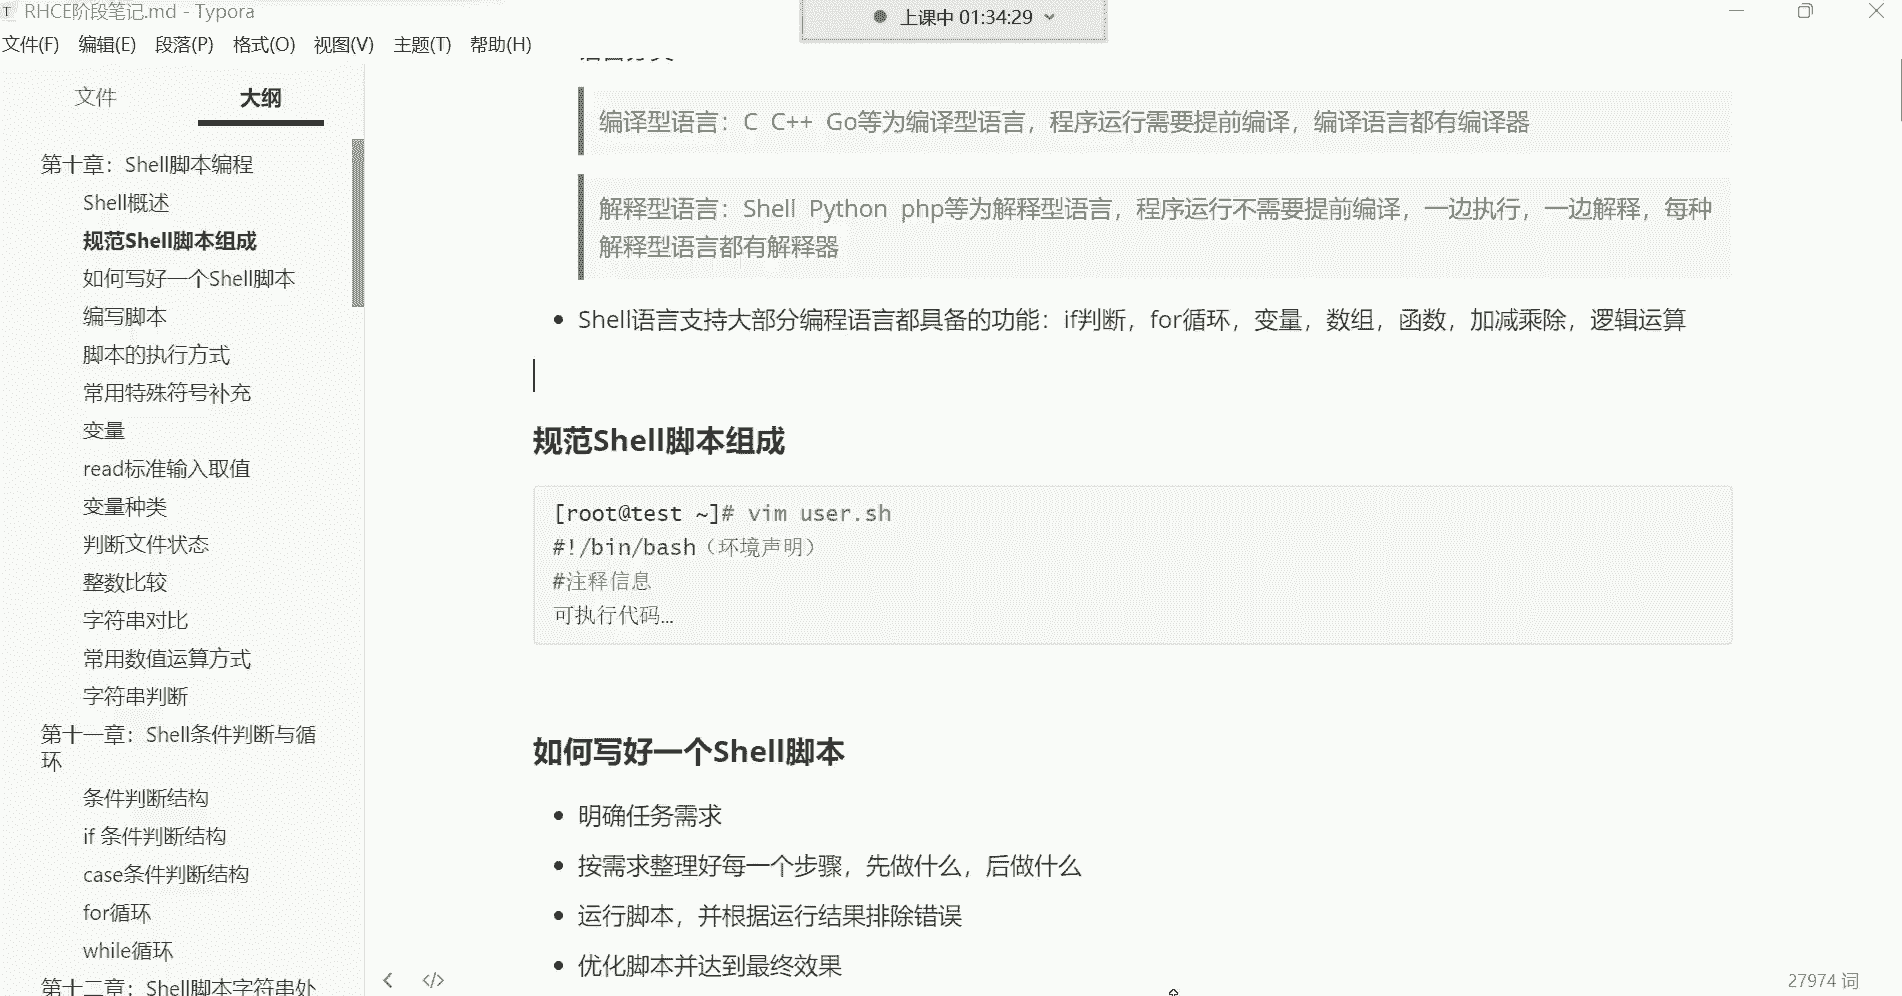 RHCE阶段笔记.md - Typora
上课中 01:34:29
文件(F) 编辑(E) 段落(P) 格式(O) 视图(V) 主题(T) 帮助(H)
文件 大纲
第十章：Shell脚本编程
Shell概述
规范Shell脚本组成
如何写好一个Shell脚本
编写脚本
脚本的执行方式
常用特殊符号补充
变量
read标准输入取值
变量种类
判断文件状态
整数比较
字符串对比
常用数值运算方式
字符串判断
第十一章：Shell条件判断与循
环
条件判断结构
if 条件判断结构
case条件判断结构
for循环
while循环
第十二章：Shell脚本字符串处
编译型语言：C C++ Go等为编译型语言，程序运行需要提前编译，编译语言都有编译器
解释型语言：Shell Python php等为解释型语言，程序运行不需要提前编译，一边执行，一边解释，每种
解释型语言都有解释器
Shell语言支持大部分编程语言都具备的功能：if判断，for循环，变量，数组，函数，加减乘除，逻辑运算
规范Shell脚本组成
[root@test ~]# vim user.sh
#!/bin/bash（环境声明）
#注释信息
可执行代码...
如何写好一个Shell脚本
明确任务需求
按需求整理好每一个步骤，先做什么，后做什么
运行脚本，并根据运行结果排除错误
优化脚本并达到最终效果
27974 词